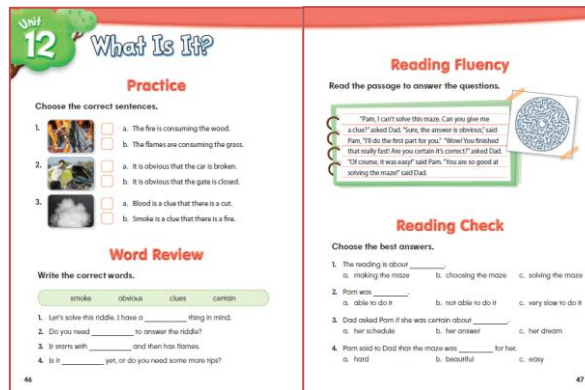 Unit
12
What Is It?
Practice
Choose the correct sentences.
1.
a. The fire is consuming the wood.
b. The flames are consuming the grass.
2.
a. It is obvious that the car is broken.
b. It is obvious that the gate is closed.
3.
a. Blood is a clue that there is a cut.
b. Smoke is a clue that there is a fire.
Word Review
Write the correct words.
smoke obvious clues certain
1. Let's solve this riddle. I have a __________ thing in mind.
2. Do you need __________ to answer the riddle?
3. It starts with __________ and then has flames.
4. Is it __________ yet, or do you need some more tips?
46
Reading Fluency
Read the passage to answer the questions.
"Pam, I can't solve this maze. Can you give me
a clue?" asked Dad. "Sure, the answer is obvious," said
Pam, "I'll do the first part for you." "Wow! You finished
that really fast! Are you certain it's correct?" asked Dad.
"Of course, it was easy!" said Pam. "You are so good at
solving the maze!" said Dad.
Reading Check
Choose the best answers.
1. The reading is about __________.
a. making the maze b. choosing the maze c. solving the maze
2. Pam was __________.
a. able to do it b. not able to do it c. very slow to do it
3. Dad asked Pam if she was certain about __________.
a. her schedule b. her answer c. her dream
4. Pam said to Dad that the maze was __________ for her.
a. hard b. beautiful c. easy
47